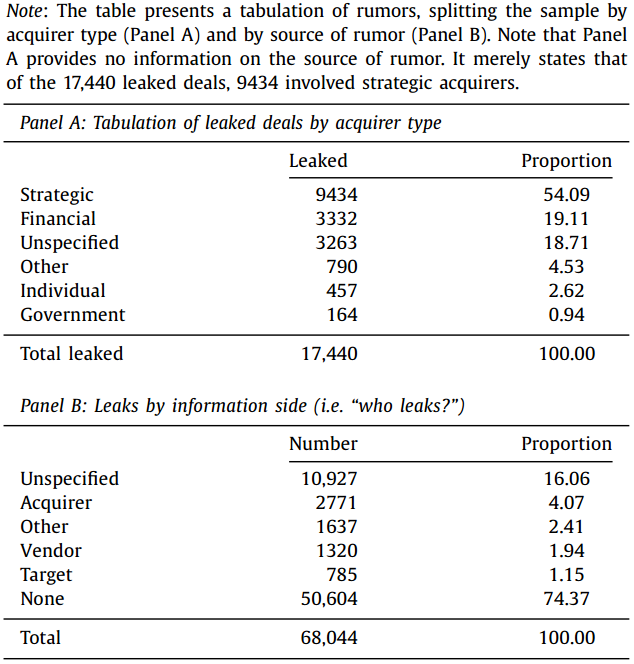 Note: The table presents a tabulation of rumors, splitting the sample by
acquirer type (Panel A) and by source of rumor (Panel B). Note that Panel
A provides no information on the source of rumor. It merely states that
of the 17,440 leaked deals, 9434 involved strategic acquirers.
Panel A: Tabulation of leaked deals by acquirer type
Leaked Proportion
Strategic 9434 54.09
Financial 3332 19.11
Unspecified 3263 18.71
Other 790 4.53
Individual 457 2.62
Government 164 0.94
Total leaked 17,440 100.00
Panel B: Leaks by information side (i.e. “who leaks?”)
Number Proportion
Unspecified 10,927 16.06
Acquirer 2771 4.07
Other 1637 2.41
Vendor 1320 1.94
Target 785 1.15
None 50,604 74.37
Total 68,044 100.00